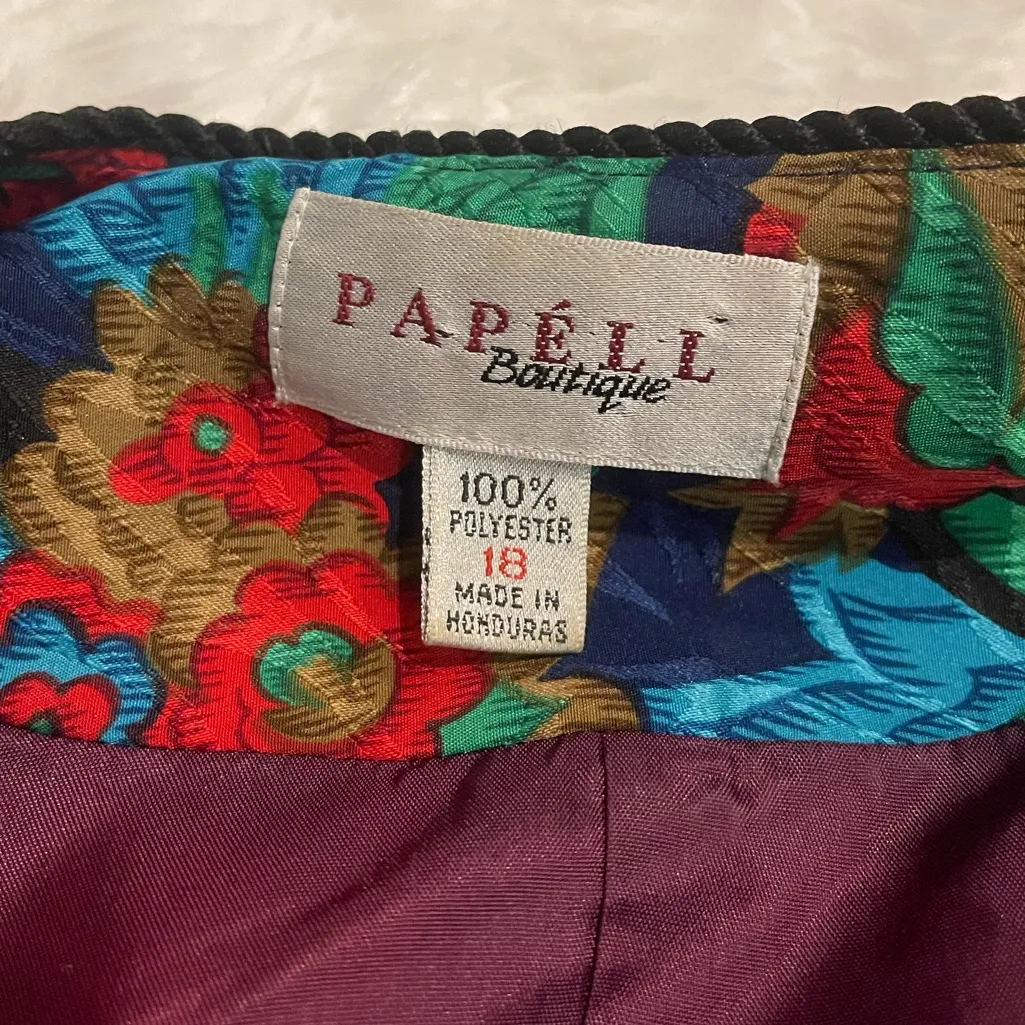 PAPÉLL
Boutique
100%
POLYESTER
18
MADE IN
HONDURAS